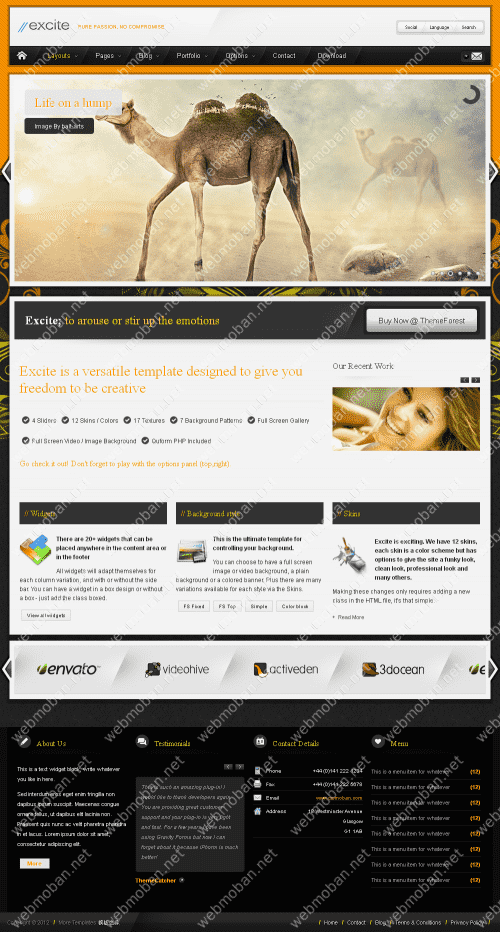 //excite PURE PASSION. NO COMPROMISE.
Social Language Search
Layouts Pages Blog Portfolio Options Contact Download
Life on a hump
Image By baltiarts
Excite: to arouse or stir up the emotions
Buy Now @ ThemeForest
Excite is a versatile template designed to give you
freedom to be creative
Our Recent Work
4 Sliders 12 Skins / Colors 17 Textures 7 Background Patterns Full Screen Gallery
Full Screen Video / Image Background Quform PHP Included
Go check it out! Don't forget to play with the options panel (top,right)
// Widgets
There are 20+ widgets that can be
placed anywhere in the content area or
in the footer
All widgets will adapt themselves for
each column variation, and with or without the side
bar. You can have a widget in a box design or without
a box - just add the class boxed.
View all widgets
// Background style
This is the ultimate template for
controlling your background.
You can choose to have a full screen
image or video background, a plain
background or a colored banner. Plus there are many
variations available for each style via the Skins.
FS Fixed FS Top Simple Color block
// Skins
Excite is exciting. We have 12 skins,
each skin is a color scheme but has
options to give the site a funky look,
clean look, professional look and
many others.
Making these changes only requires adding a new
class in the HTML file, it's that simple.
Read More
envato videohive activeden 3docean
About Us
This is a text widget block, write whatever
you like in here.
Sed interdum eros eget enim fringilla non
dapibus ipsum suscipit. Maecenas congue
ornare tellus, ut dapibus elit lacinia non.
Praesent quis nunc ac velit pharetra pharetra
in et lacus. Lorem ipsum dolor sit amet,
consectetur adipiscing elit.
More
Testimonials
This is such an amazing plug-in! I
would like to thank developers again.
You are providing great customer
support and your plug-in is very light
and fast. For a few years I have been
using Gravity Forms but now I can
forget about it because iPhorm is much
better!
ThemeCatcher
Contact Details
Phone +44 (0)141 222 6284
Fax +44 (0)141 222 5678
Email www.webmoban.com
Address 12 Westminster Avenue
Glasgow
G1 1AB
Menu
This is a menu item for whatever (12)
This is a menu item for whatever (12)
This is a menu item for whatever (12)
This is a menu item for whatever (12)
This is a menu item for whatever (12)
This is a menu item for whatever (12)
This is a menu item for whatever (12)
This is a menu item for whatever (12)
Copyright © 2012 / More Templates
/ Home / Contact / Blog / Terms & Conditions / Privacy Policy /
webmoban.net